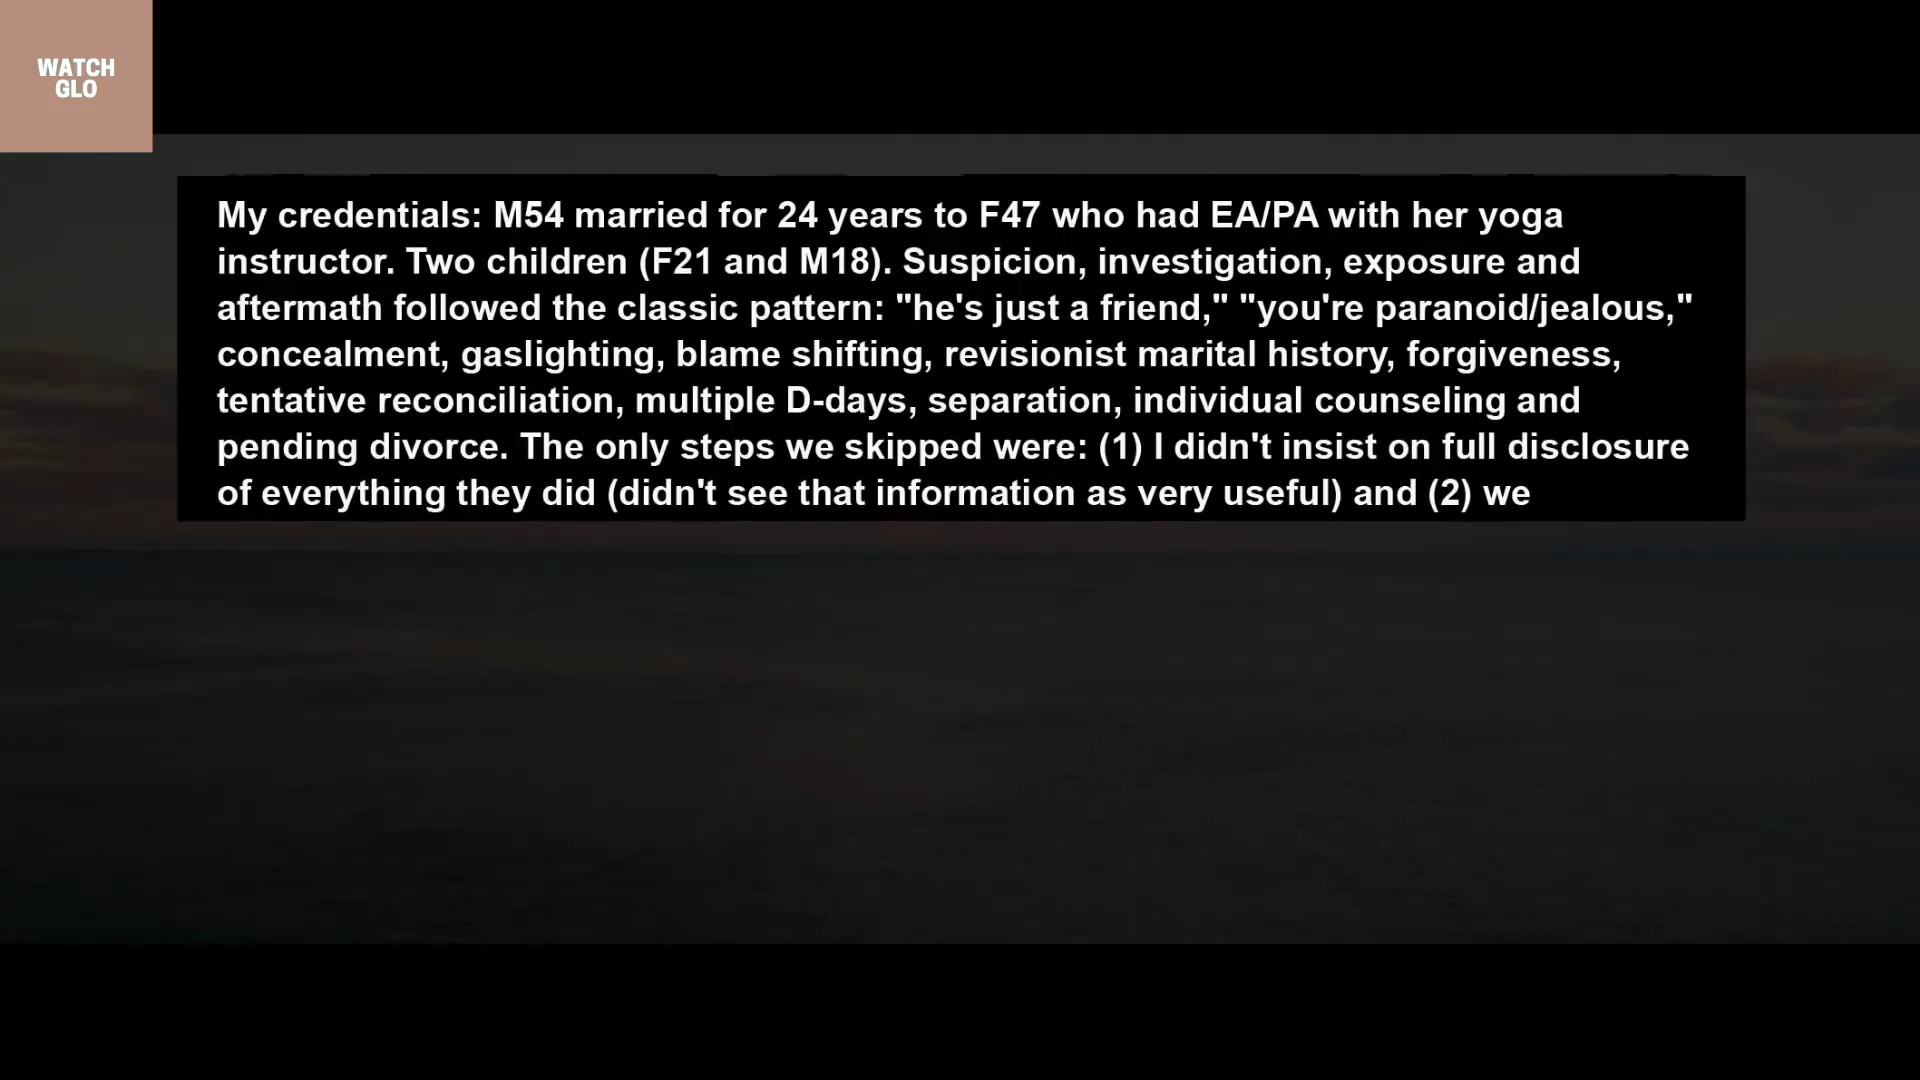 WATCH
GLO
My credentials: M54 married for 24 years to F47 who had EA/PA with her yoga
instructor. Two children (F21 and M18). Suspicion, investigation, exposure and
aftermath followed the classic pattern: "he's just a friend," "you're paranoid/jealous,"
concealment, gaslighting, blame shifting, revisionist marital history, forgiveness,
tentative reconciliation, multiple D-days, separation, individual counseling and
pending divorce. The only steps we skipped were: (1) I didn't insist on full disclosure
of everything they did (didn't see that information as very useful) and (2) we